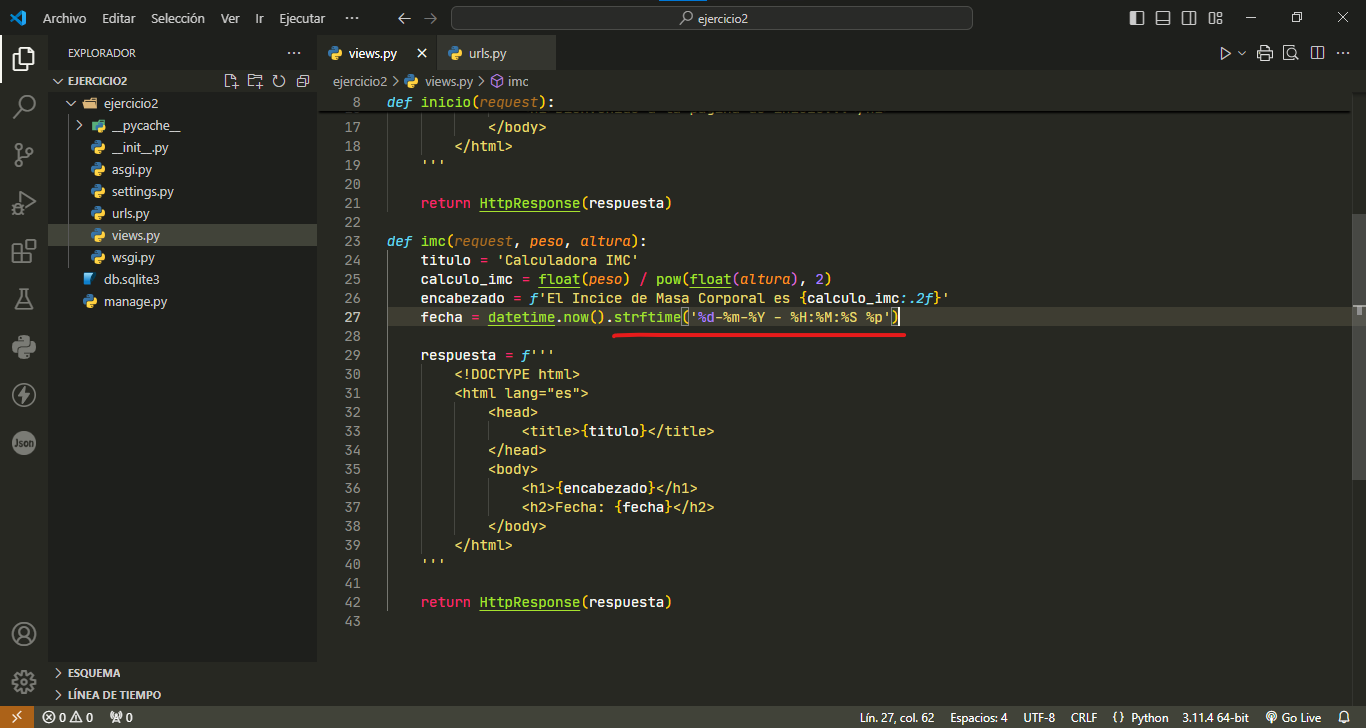 Archivo Editar Selección Ver Ir Ejecutar ··· ejercicio2
EXPLORADOR
EJERCICIO2
ejercicio2
__pycache__
__init__.py
asgi.py
settings.py
urls.py
views.py
wsgi.py
db.sqlite3
manage.py
ESQUEMA
LÍNEA DE TIEMPO
views.py urls.py
ejercicio2 > views.py > imc
8 def inicio(request):
17 </body>
18 </html>
19 '''
20
21 return HttpResponse(respuesta)
22
23 def imc(request, peso, altura):
24 titulo = 'Calculadora IMC'
25 calculo_imc = float(peso) / pow(float(altura), 2)
26 encabezado = f'El Incice de Masa Corporal es {calculo_imc:.2f}'
27 fecha = datetime.now().strftime('%d-%m-%Y - %H:%M:%S %p')
28
29 respuesta = f'''
30 <!DOCTYPE html>
31 <html lang="es">
32 <head>
33 <title>{titulo}</title>
34 </head>
35 <body>
36 <h1>{encabezado}</h1>
37 <h2>Fecha: {fecha}</h2>
38 </body>
39 </html>
40 '''
41
42 return HttpResponse(respuesta)
43
Json
0 0 0 Lín. 27, col. 62 Espacios: 4 UTF-8 CRLF {} Python 3.11.4 64-bit Go Live